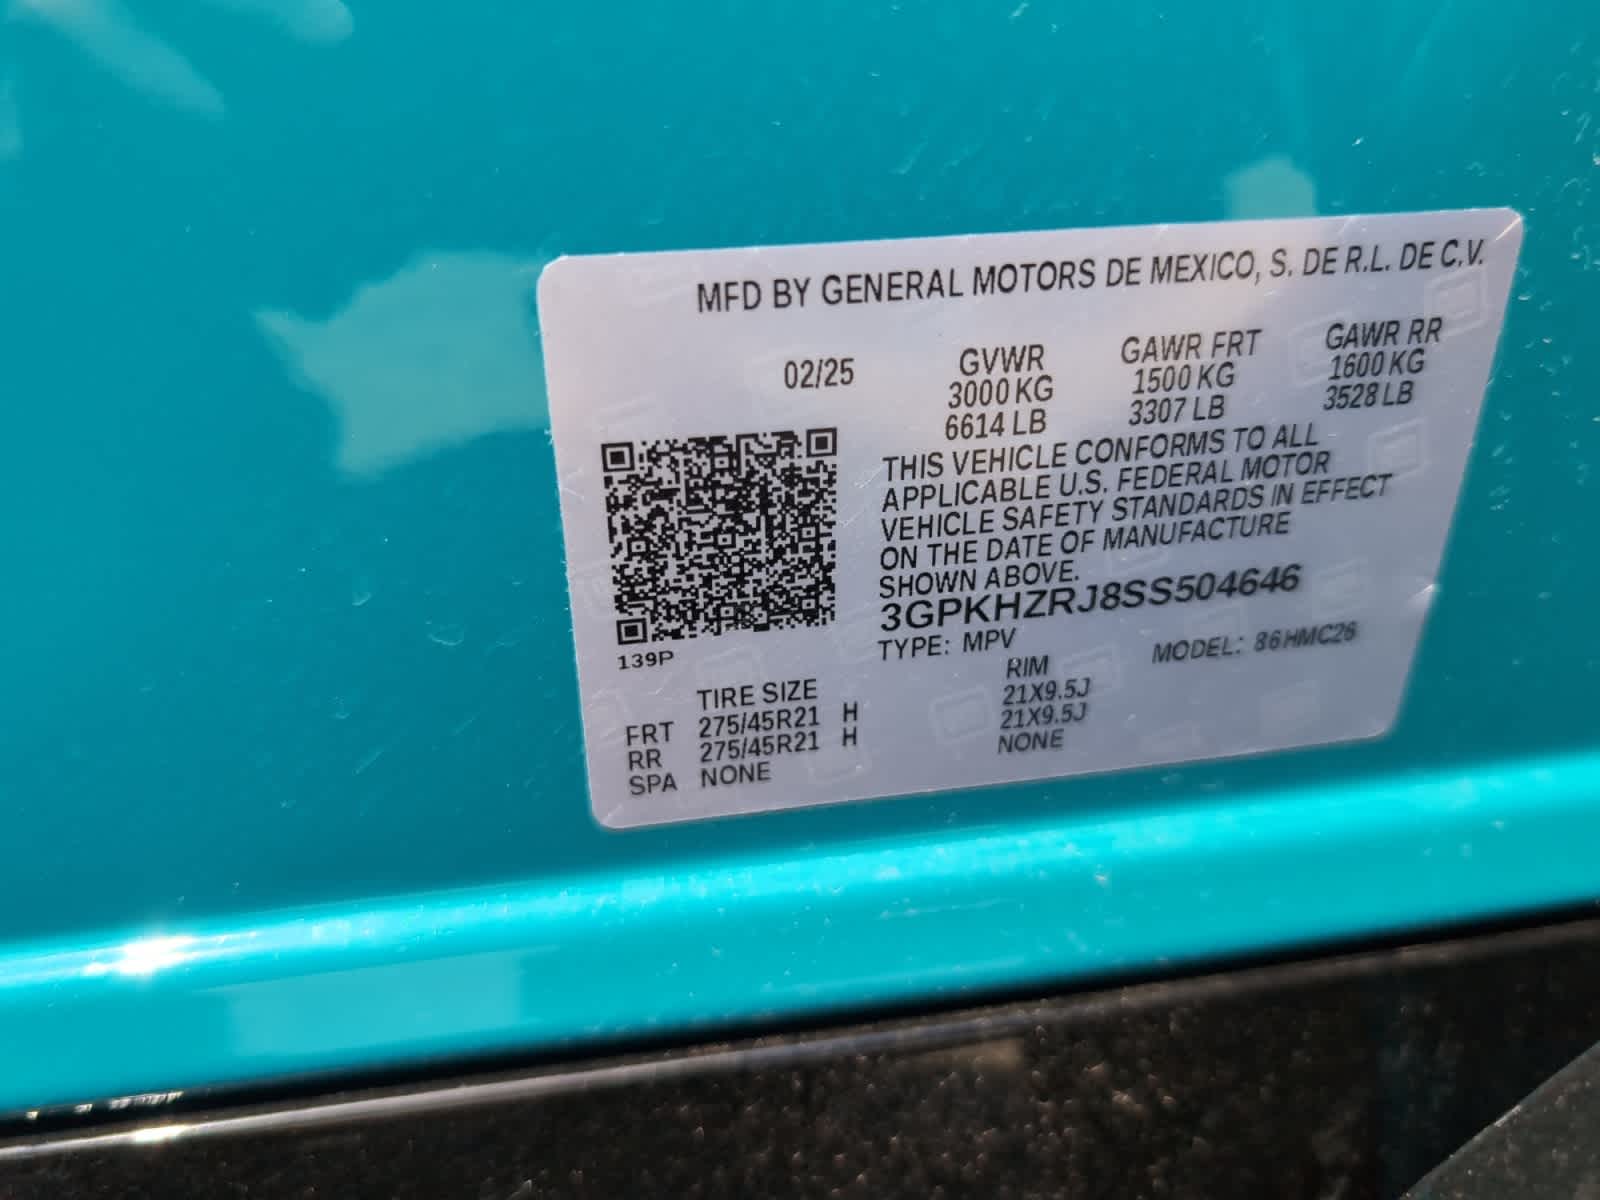 MFD BY GENERAL MOTORS DE MEXICO, S. DE R.L. DE C.V.
02/25 GVWR GAWR FRT GAWR RR
3000 KG 1500 KG 1600 KG
6614 LB 3307 LB 3528 LB
THIS VEHICLE CONFORMS TO ALL
APPLICABLE U.S. FEDERAL MOTOR
VEHICLE SAFETY STANDARDS IN EFFECT
ON THE DATE OF MANUFACTURE
SHOWN ABOVE.
3GPKHZRJ8SS504646
139P TYPE: MPV MODEL: 86HMC26
TIRE SIZE RIM
FRT 275/45R21 H 21X9.5J
RR 275/45R21 H 21X9.5J
SPA NONE NONE